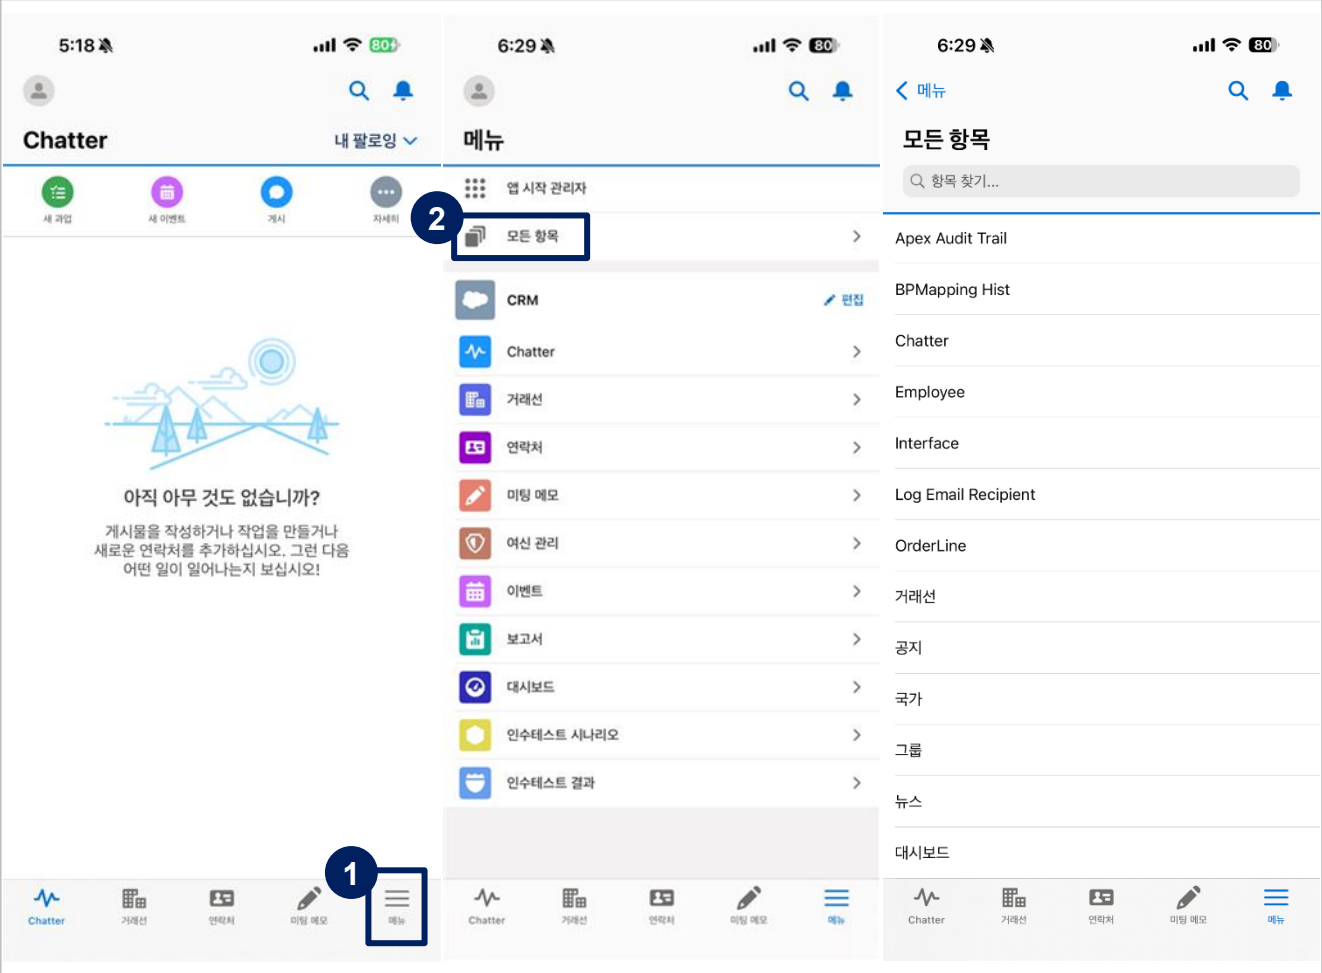 5:18
80
Chatter
내 팔로잉
새 과업
새 이벤트
게시
자세히
아직 아무 것도 없습니까?
게시물을 작성하거나 작업을 만들거나
새로운 연락처를 추가하십시오. 그런 다음
어떤 일이 일어나는지 보십시오!
1
Chatter
거래선
연락처
미팅 메모
메뉴
6:29
80
메뉴
앱 시작 관리자
2
모든 항목
CRM
편집
Chatter
거래선
연락처
미팅 메모
여신 관리
이벤트
보고서
대시보드
인수테스트 시나리오
인수테스트 결과
Chatter
거래선
연락처
미팅 메모
메뉴
6:29
80
메뉴
모든 항목
항목 찾기...
Apex Audit Trail
BPMapping Hist
Chatter
Employee
Interface
Log Email Recipient
OrderLine
거래선
공지
국가
그룹
뉴스
대시보드
Chatter
거래선
연락처
미팅 메모
메뉴